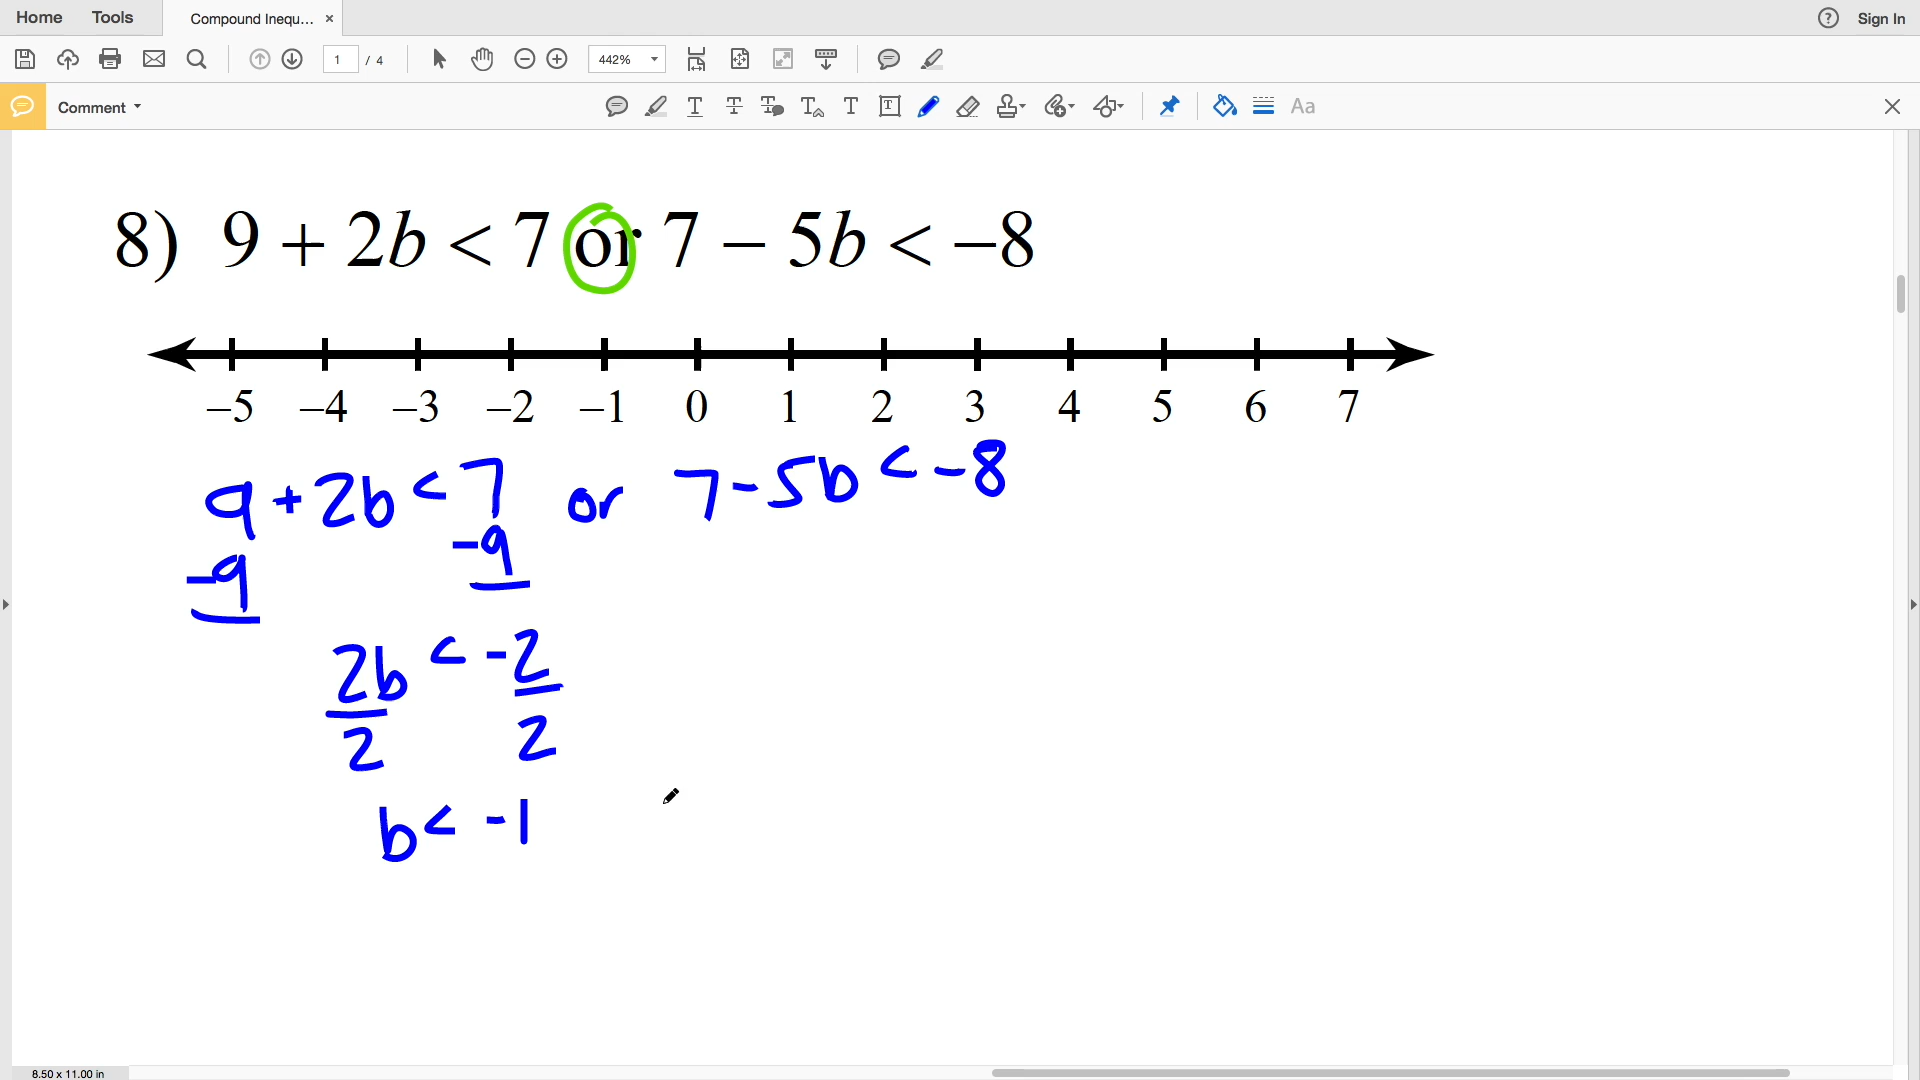 Home Tools Compound Inequ... × ? Sign In
1 / 4 442%
Comment T T T T T T Aa
8) 9 + 2b < 7 or 7 − 5b < −8
−5 −4 −3 −2 −1 0 1 2 3 4 5 6 7
9 + 2b < 7 or 7 - 5b < -8
-9 -9
2b < -2
2 2
b < -1
8.50 x 11.00 in